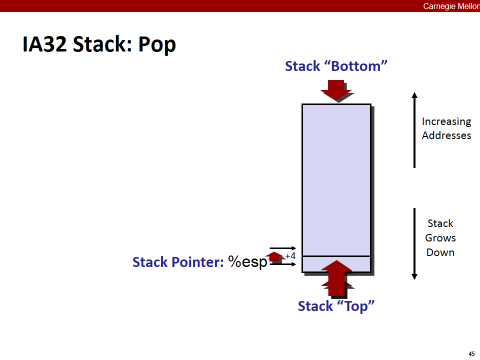 Carnegie Mellon
IA32 Stack: Pop
Stack “Bottom”
Increasing
Addresses
Stack
Grows
Down
+4
Stack Pointer: %esp
Stack “Top”
45